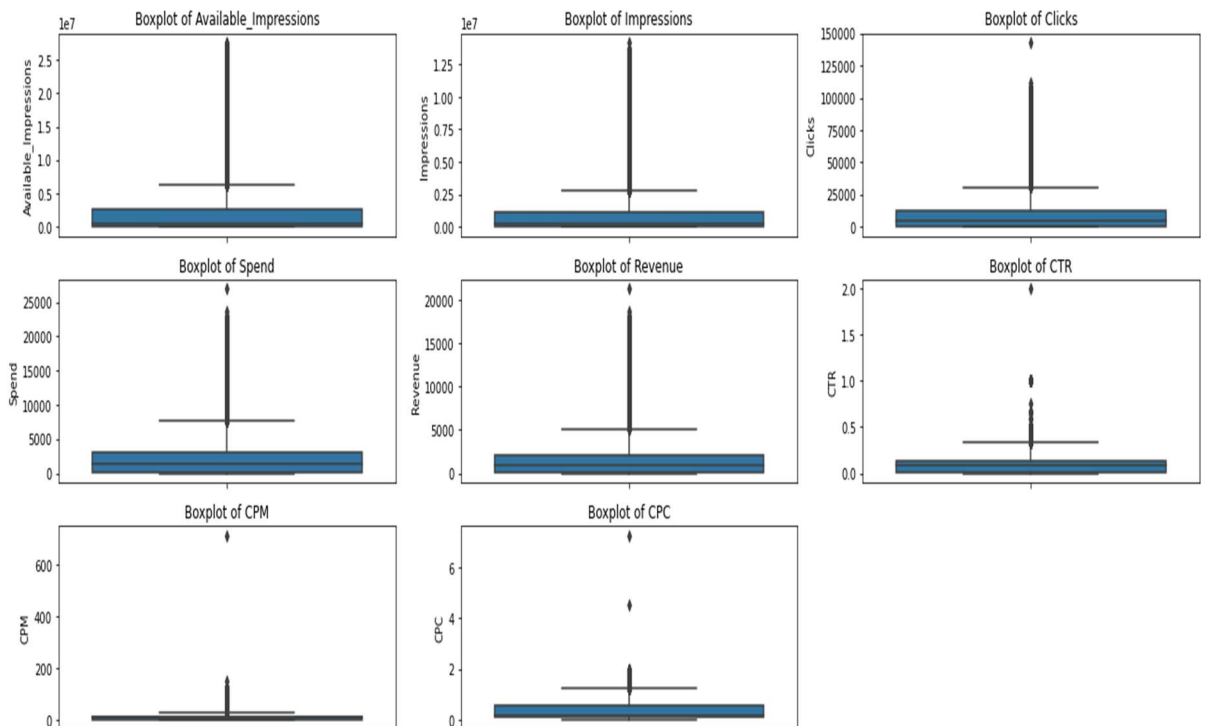 Boxplot of Available_Impressions
1e7
Available_Impressions
2.5
2.0
1.5
1.0
0.5
0.0
Boxplot of Impressions
1e7
Impressions
1.25
1.00
0.75
0.50
0.25
0.00
Boxplot of Clicks
Clicks
150000
125000
100000
75000
50000
25000
0
Boxplot of Spend
Spend
25000
20000
15000
10000
5000
0
Boxplot of Revenue
Revenue
20000
15000
10000
5000
0
Boxplot of CTR
CTR
2.0
1.5
1.0
0.5
0.0
Boxplot of CPM
CPM
600
400
200
0
Boxplot of CPC
CPC
6
4
2
0